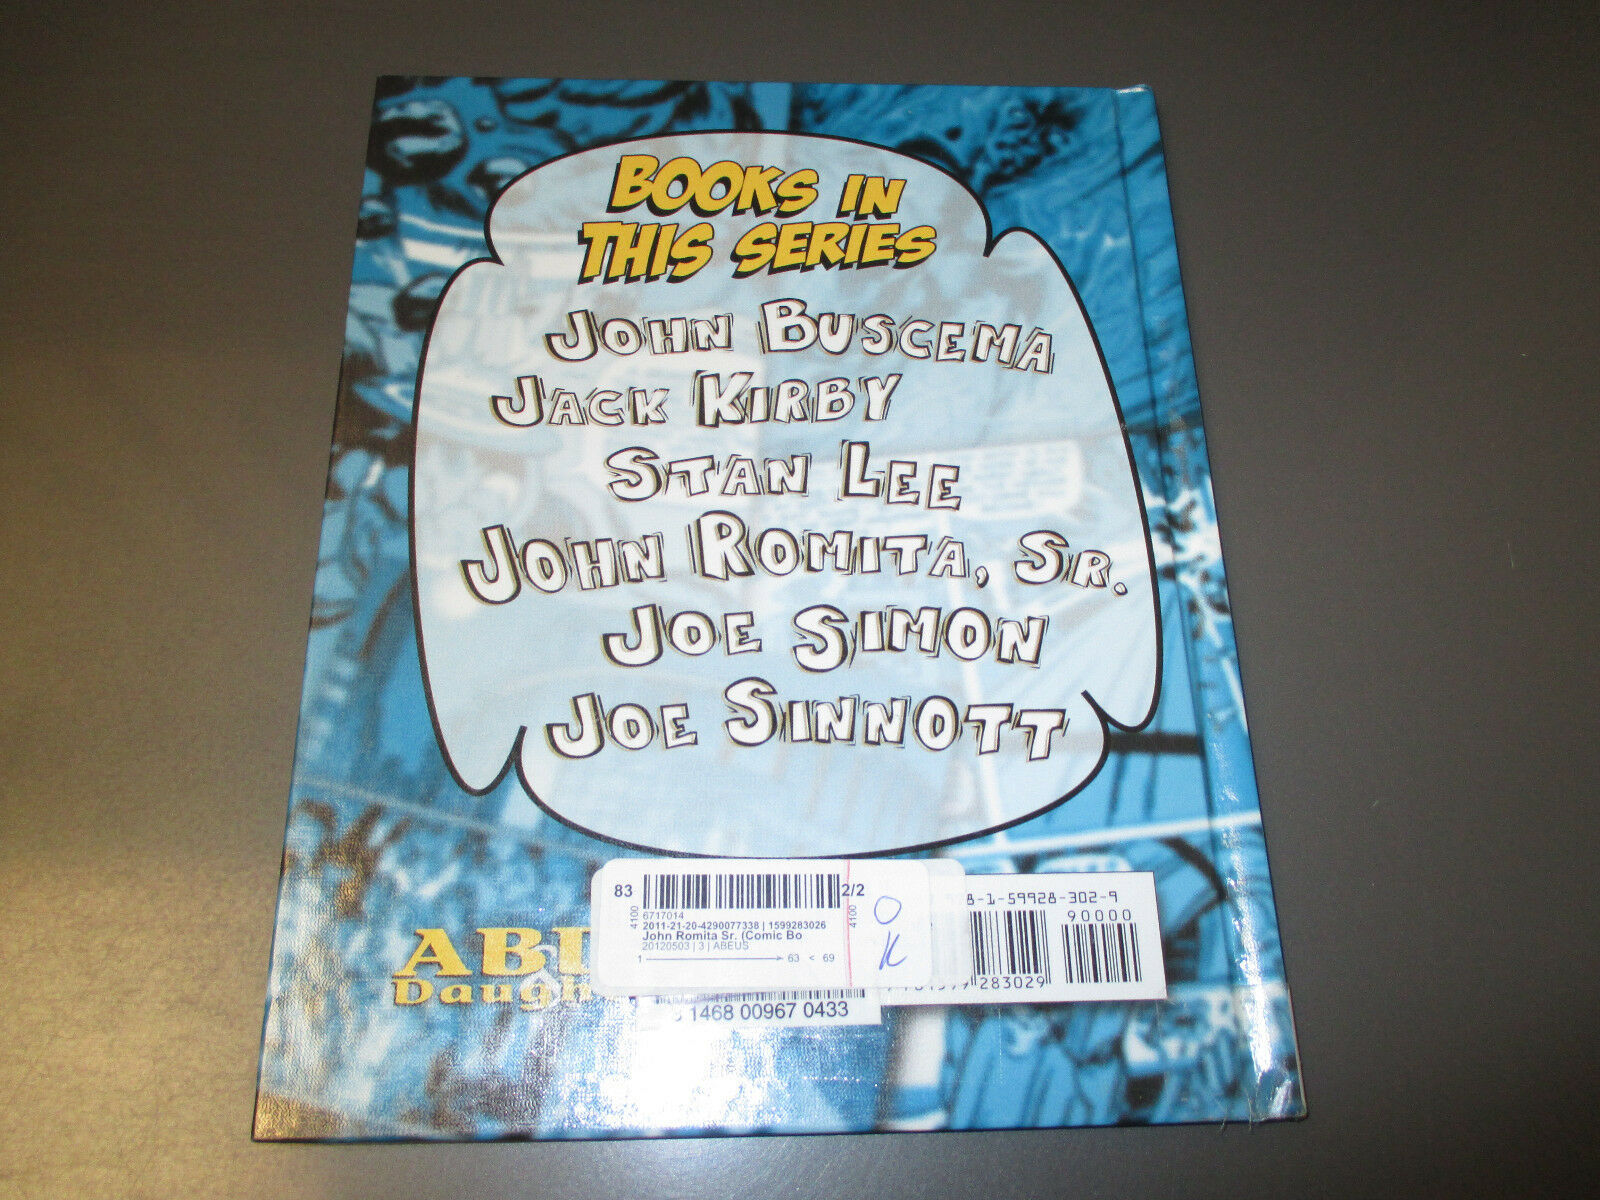 BOOKS IN
THIS SERIES
JOHN BUSCEMA
JACK KIRBY
STAN LEE
JOHN ROMITA, SR.
JOE SIMON
JOE SINNOTT
83 2/2
4100
4100
6717014
2011-21-20-4290077338 | 1599283026
John Romita Sr. (Comic Bo
20120503 | 3 | ABEUS
1 63 < 69
OK
8-1-59928-302-9
90000
283029
1468 00967 0433